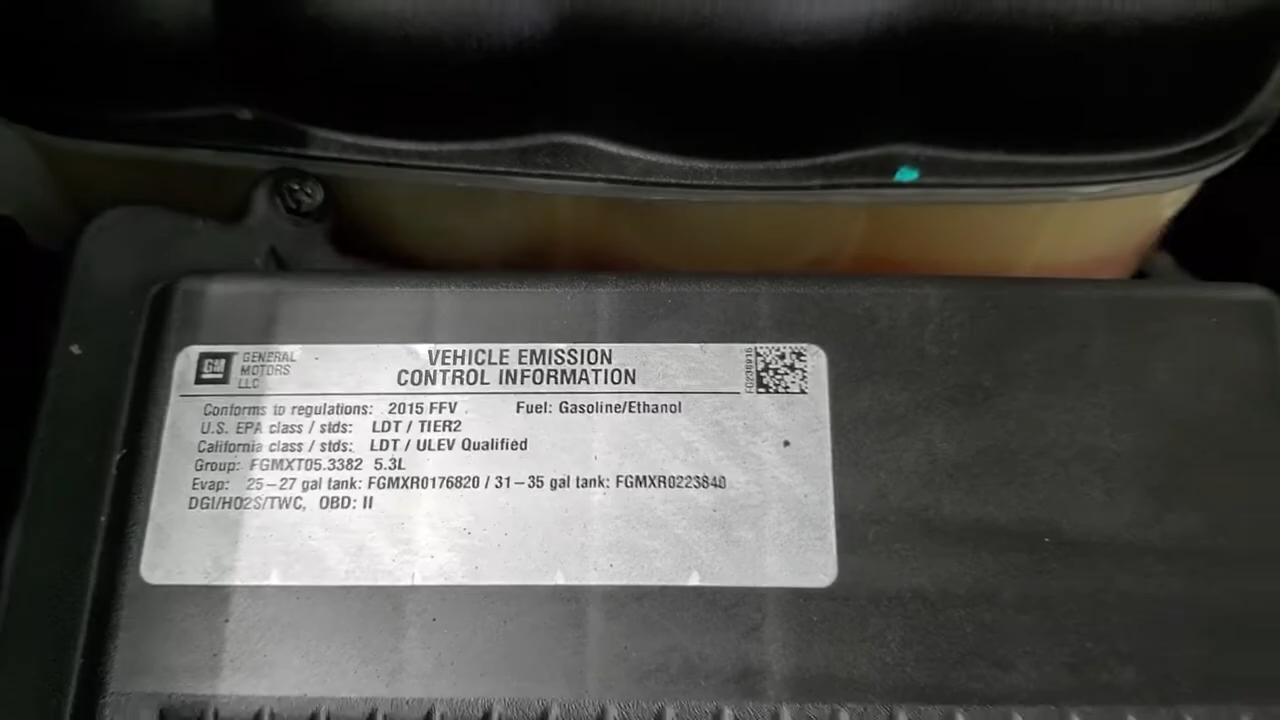 GM GENERAL MOTORS LLC
VEHICLE EMISSION
CONTROL INFORMATION
Conforms to regulations: 2015 FFV Fuel: Gasoline/Ethanol
U.S. EPA class / stds: LDT / TIER2
California class / stds: LDT / ULEV Qualified
Group: FGMXT05.3382 5.3L
Evap: 25-27 gal tank: FGMXR0176820 / 31-35 gal tank: FGMXR0223840
DGI/HO2S/TWC, OBD: II